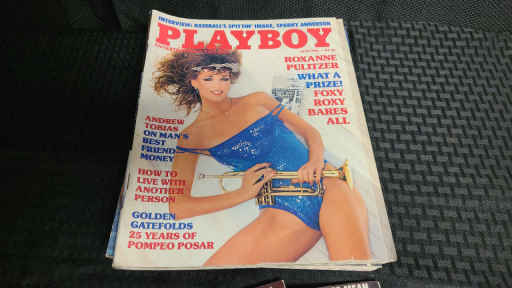 INTERVIEW: BASEBALL'S SPITTIN' IMAGE, SPARKY ANDERSON
PLAYBOY
ROXANNE
PULITZER
WHAT A
PRIZE!
FOXY
ROXY
BARES
ALL
ANDREW
TOBIAS
ON MAN'S
BEST
FRIEND—
MONEY
HOW TO
LIVE WITH
ANOTHER
PERSON
GOLDEN
GATEFOLDS
25 YEARS OF
POMPEO POSAR
MEAN